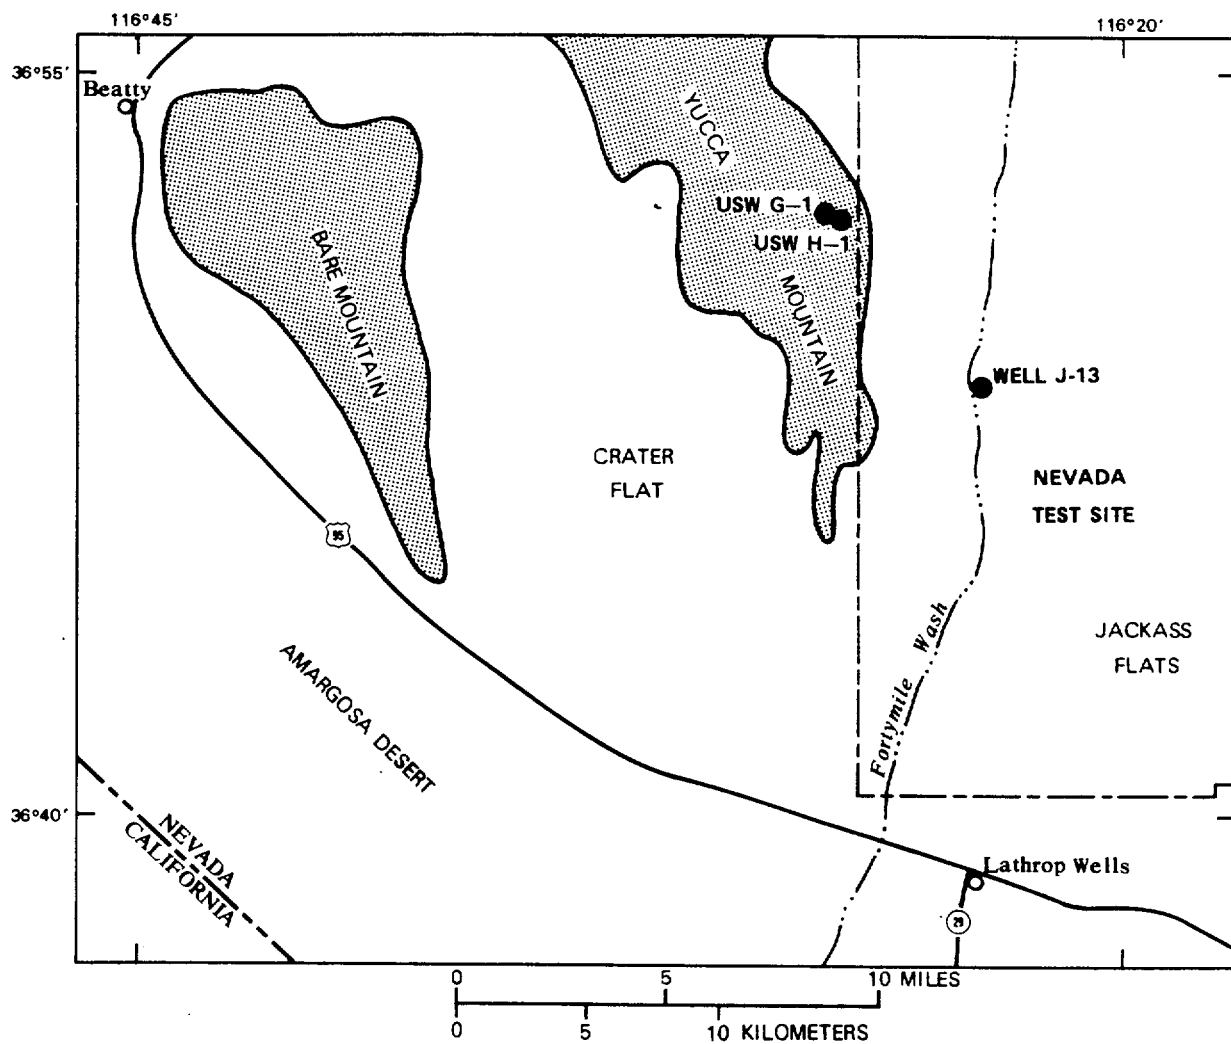 116°45′
116°20′
36°55′
Beatty
YUCCA
MOUNTAIN
USW G–1
USW H–1
BARE MOUNTAIN
WELL J-13
CRATER
FLAT
NEVADA
TEST SITE
95
Fortymile Wash
JACKASS
FLATS
AMARGOSA DESERT
36°40′
NEVADA
CALIFORNIA
Lathrop Wells
29
0 5 10 MILES
0 5 10 KILOMETERS